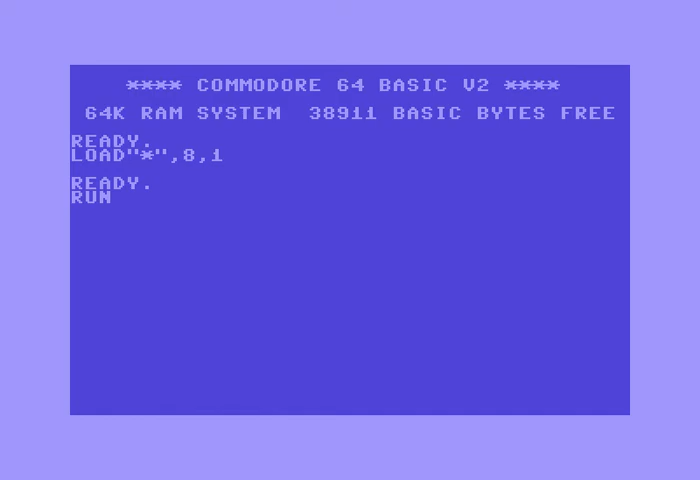 **** COMMODORE 64 BASIC V2 ****
64K RAM SYSTEM  38911 BASIC BYTES FREE
READY.
LOAD"*",8,1
READY.
RUN